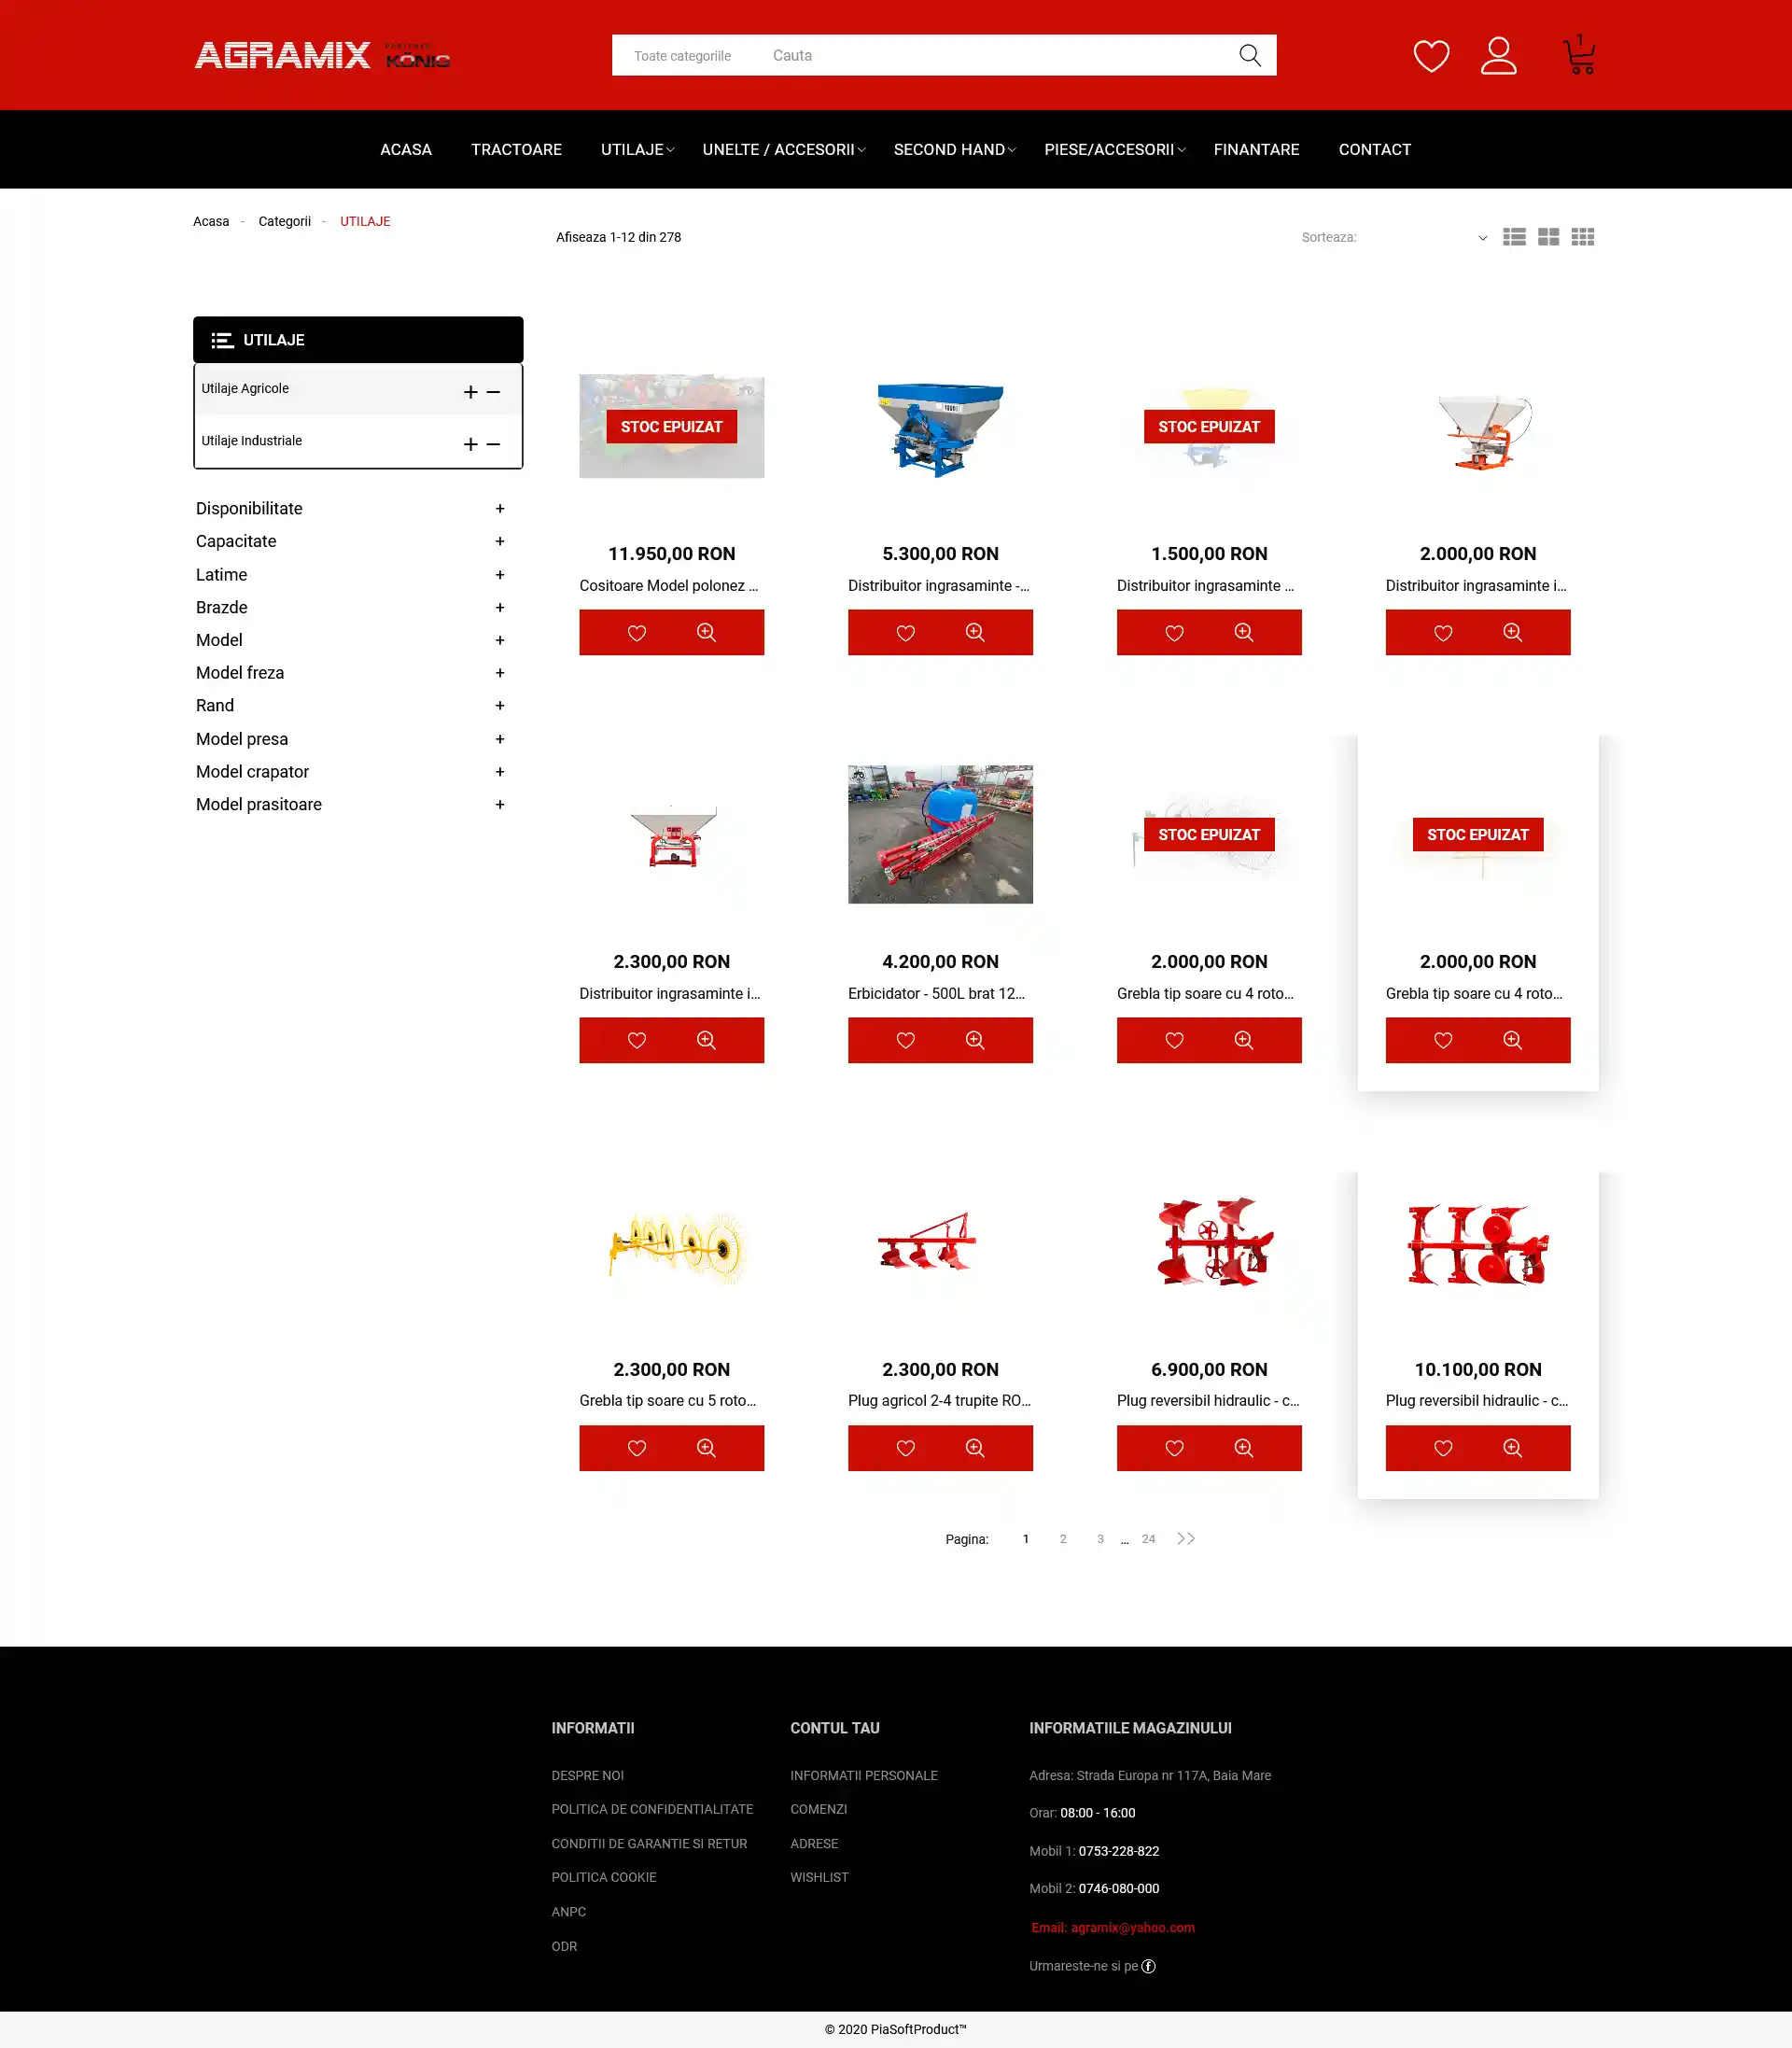 AGRAMIX KÖNIG
Toate categoriile Cauta
1
ACASA TRACTOARE UTILAJE UNELTE / ACCESORII SECOND HAND PIESE/ACCESORII FINANTARE CONTACT
Acasa - Categorii - UTILAJE
Afiseaza 1-12 din 278
Sorteaza:
UTILAJE
Utilaje Agricole + −
Utilaje Industriale + −
Disponibilitate +
Capacitate +
Latime +
Brazde +
Model +
Model freza +
Rand +
Model presa +
Model crapator +
Model prasitoare +
STOC EPUIZAT STOC EPUIZAT
11.950,00 RON 5.300,00 RON 1.500,00 RON 2.000,00 RON
Cositoare Model polonez ... Distribuitor ingrasaminte -... Distribuitor ingrasaminte ... Distribuitor ingrasaminte i...
STOC EPUIZAT STOC EPUIZAT
2.300,00 RON 4.200,00 RON 2.000,00 RON 2.000,00 RON
Distribuitor ingrasaminte i... Erbicidator - 500L brat 12... Grebla tip soare cu 4 roto... Grebla tip soare cu 4 roto...
2.300,00 RON 2.300,00 RON 6.900,00 RON 10.100,00 RON
Grebla tip soare cu 5 roto... Plug agricol 2-4 trupite RO... Plug reversibil hidraulic - c... Plug reversibil hidraulic - c...
Pagina: 1 2 3 ... 24
INFORMATII
DESPRE NOI
POLITICA DE CONFIDENTIALITATE
CONDITII DE GARANTIE SI RETUR
POLITICA COOKIE
ANPC
ODR
CONTUL TAU
INFORMATII PERSONALE
COMENZI
ADRESE
WISHLIST
INFORMATIILE MAGAZINULUI
Adresa: Strada Europa nr 117A, Baia Mare
Orar: 08:00 - 16:00
Mobil 1: 0753-228-822
Mobil 2: 0746-080-000
Email: agramix@yahoo.com
Urmareste-ne si pe
© 2020 PiaSoftProduct™